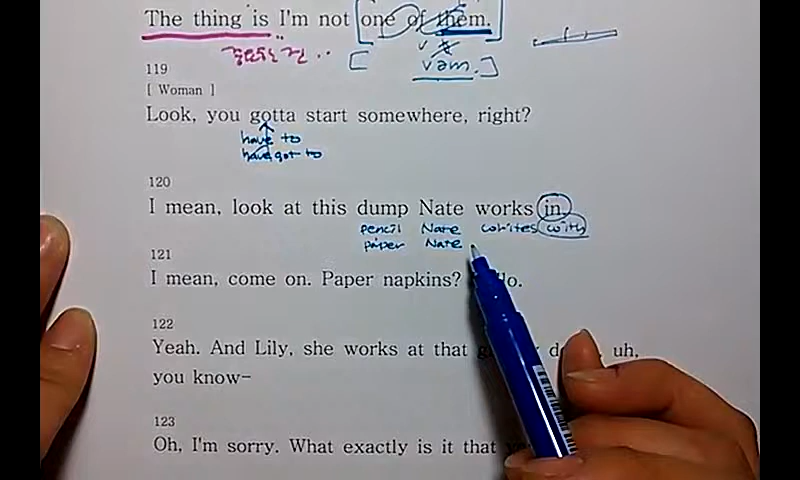 The thing is I'm not one of them.
vəm.
119
[ Woman ]
Look, you gotta start somewhere, right?
have to
have got to
120
I mean, look at this dump Nate works in.
pencil Nate writes with
paper Nate
121
I mean, come on. Paper napkins?
122
Yeah. And Lily, she works at that uh,
you know-
123
Oh, I'm sorry. What exactly is it that